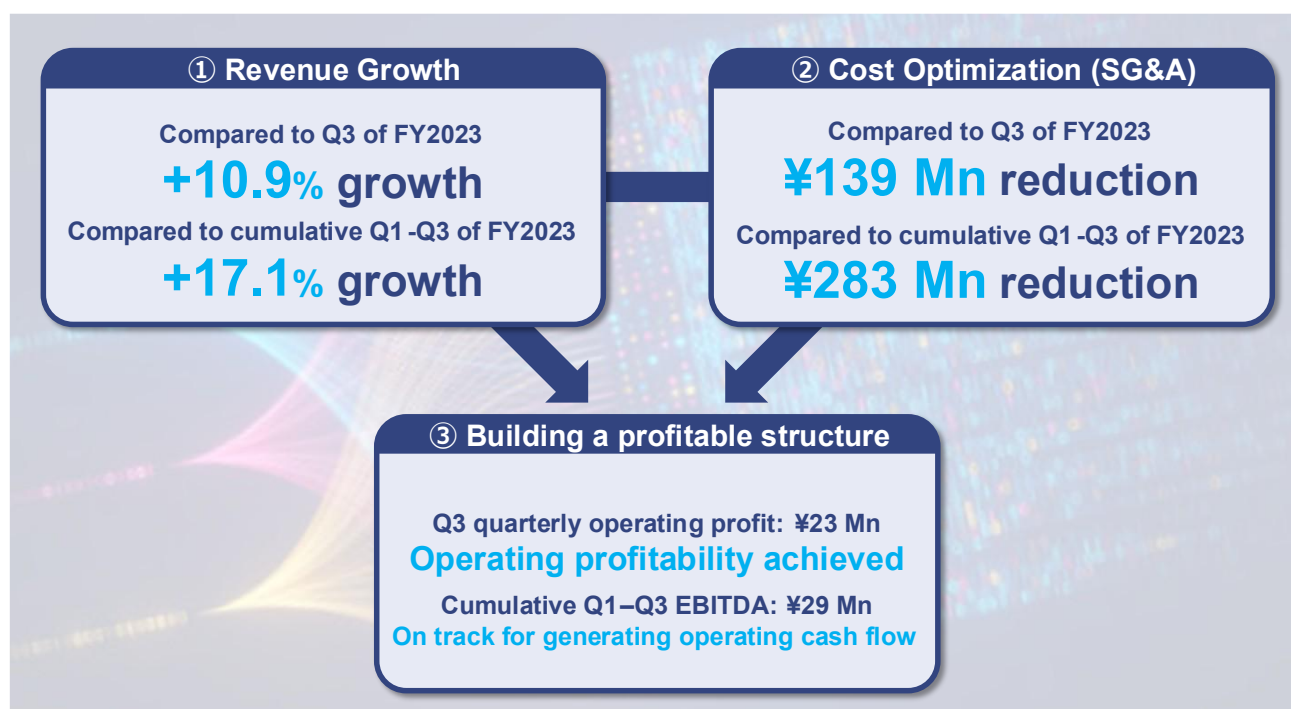 ① Revenue Growth
Compared to Q3 of FY2023
+10.9% growth
Compared to cumulative Q1-Q3 of FY2023
+17.1% growth
② Cost Optimization (SG&A)
Compared to Q3 of FY2023
¥139 Mn reduction
Compared to cumulative Q1-Q3 of FY2023
¥283 Mn reduction
③ Building a profitable structure
Q3 quarterly operating profit: ¥23 Mn
Operating profitability achieved
Cumulative Q1–Q3 EBITDA: ¥29 Mn
On track for generating operating cash flow